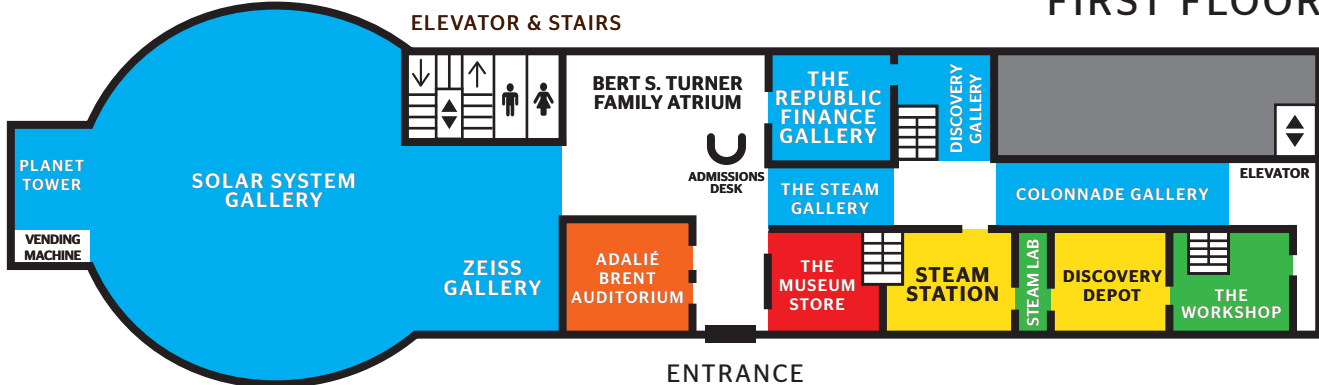 FIRST FLOOR
ELEVATOR & STAIRS
BERT S. TURNER
FAMILY ATRIUM
ADMISSIONS
DESK
THE
REPUBLIC
FINANCE
GALLERY
DISCOVERY
GALLERY
PLANET
TOWER
SOLAR SYSTEM
GALLERY
VENDING
MACHINE
ZEISS
GALLERY
ADALIÉ
BRENT
AUDITORIUM
THE STEAM
GALLERY
COLONNADE GALLERY
ELEVATOR
THE
MUSEUM
STORE
STEAM
STATION
STEAM LAB
DISCOVERY
DEPOT
THE
WORKSHOP
ENTRANCE